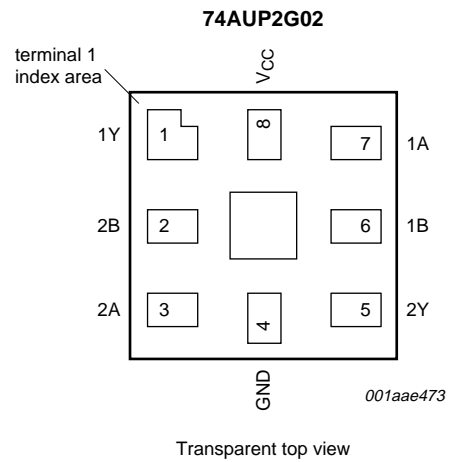 74AUP2G02
terminal 1
index area
VCC
1Y
1
8
7
1A
2B
2
6
1B
2A
3
4
5
2Y
GND
001aae473
Transparent top view